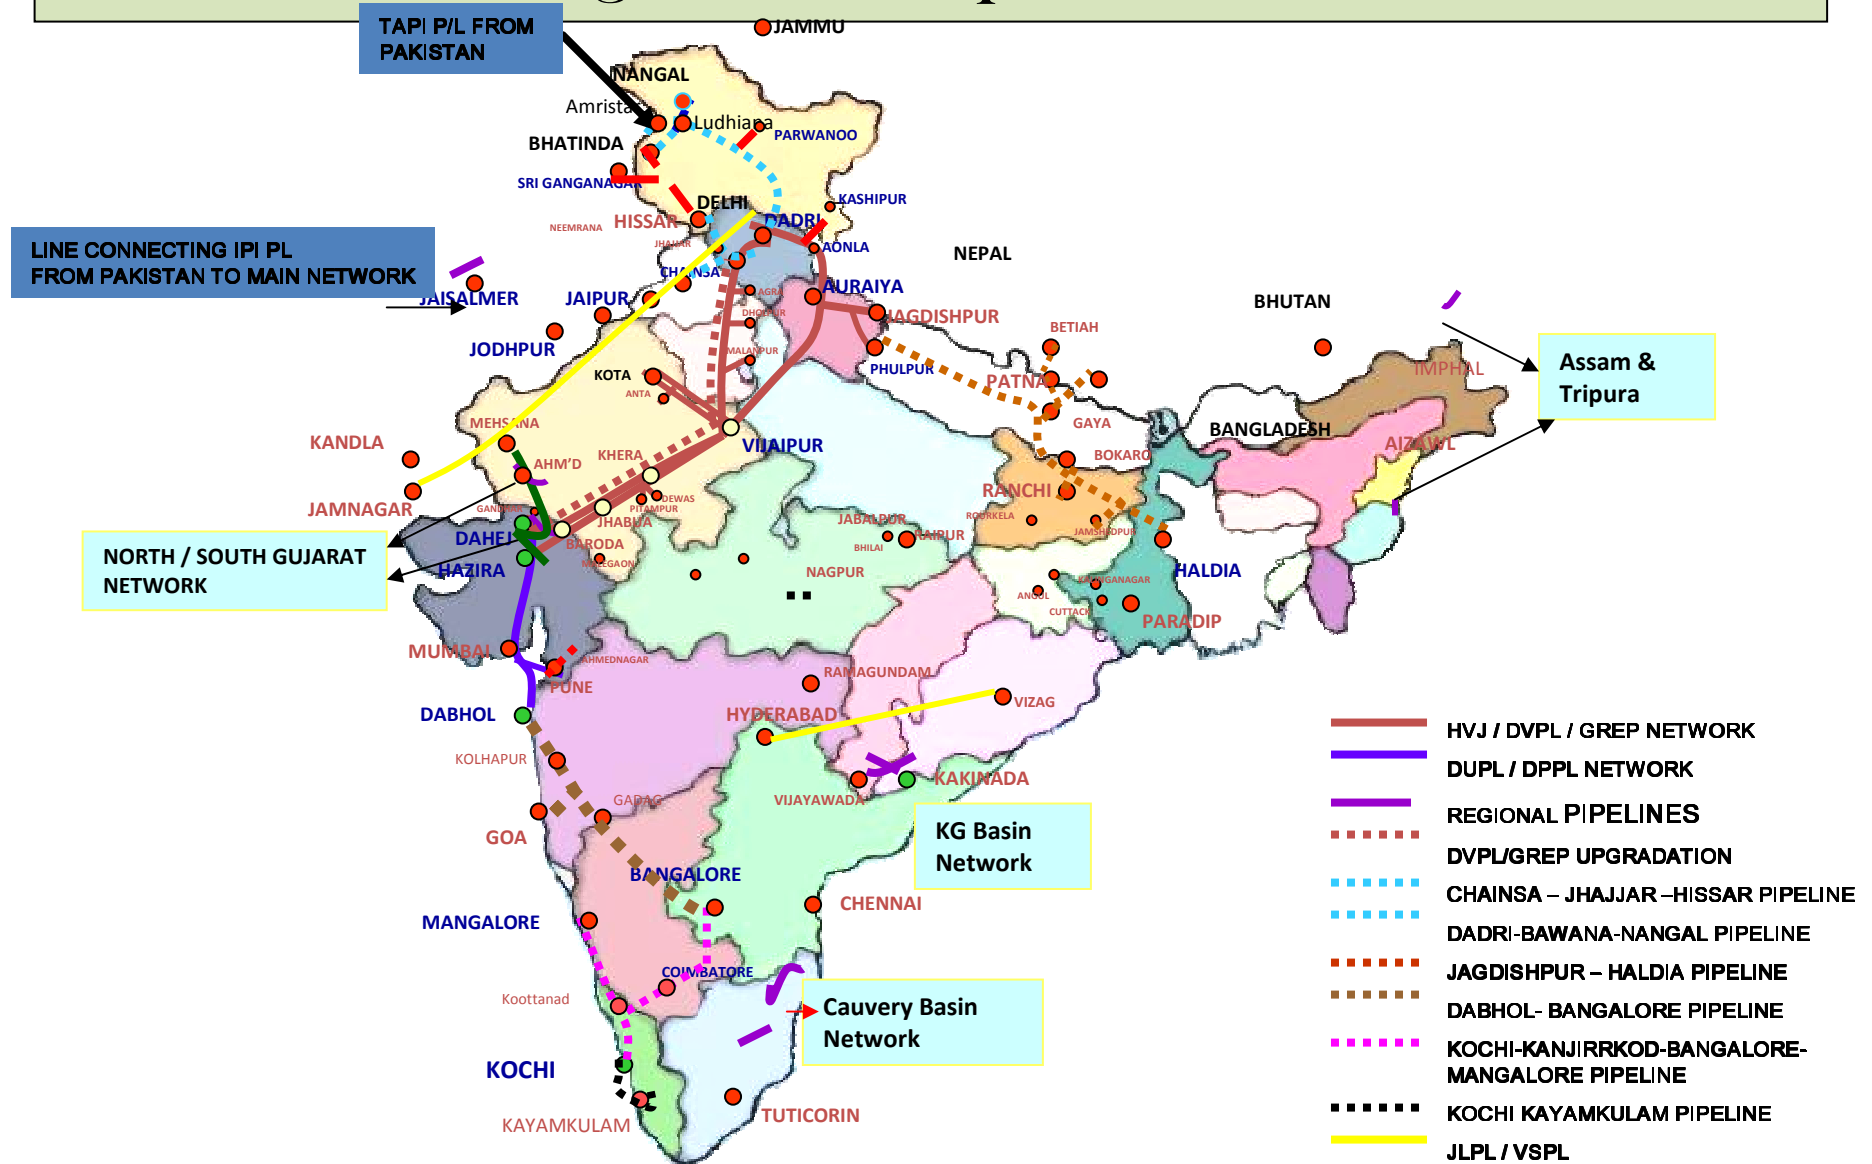 TAPI P/L FROM
PAKISTAN
JAMMU
NANGAL
Ludhiana
PARWANOO
BHATINDA
SRI GANGANAGAR
DELHI
KASHIPUR
NEEMRANA
HISSAR
DADRI
JHAJJAR
AONLA
LINE CONNECTING IPI PL
FROM PAKISTAN TO MAIN NETWORK
NEPAL
CHAINSA
JAISALMER
JAIPUR
AGRA
AURAIYA
BHUTAN
DHOLPUR
JAGDISHPUR
BETIAH
JODHPUR
MALANPUR
PHULPUR
Assam &
Tripura
KOTA
PATNA
IMPHAL
ANTA
MEHSANA
GAYA
BANGLADESH
KANDLA
VIJAIPUR
AIZAWL
KHERA
BOKARO
AHM'D
RANCHI
DEWAS
JAMNAGAR
PITAMPUR
GANDHAR
JHABUA
JABALPUR
ROURKELA
JAMSHEDPUR
DAHEJ
BARODA
BHILAI
RAIPUR
NORTH / SOUTH GUJARAT
NETWORK
HAZIRA
MALEGAON
NAGPUR
HALDIA
ANGUL
CUTTACK
PARADIP
MUMBAI
AHMEDNAGAR
RAMAGUNDAM
PUNE
VIZAG
DABHOL
HYDERABAD
HVJ / DVPL / GREP NETWORK
KOLHAPUR
DUPL / DPPL NETWORK
KAKINADA
GADAG
VIJAYAWADA
REGIONAL PIPELINES
GOA
KG Basin
Network
DVPL/GREP UPGRADATION
BANGALORE
CHAINSA – JHAJJAR –HISSAR PIPELINE
CHENNAI
MANGALORE
DADRI-BAWANA-NANGAL PIPELINE
COIMBATORE
JAGDISHPUR – HALDIA PIPELINE
Koottanad
Cauvery Basin
Network
DABHOL- BANGALORE PIPELINE
KOCHI-KANJIRRKOD-BANGALORE-
MANGALORE PIPELINE
KOCHI
KOCHI KAYAMKULAM PIPELINE
KAYAMKULAM
TUTICORIN
JLPL / VSPL